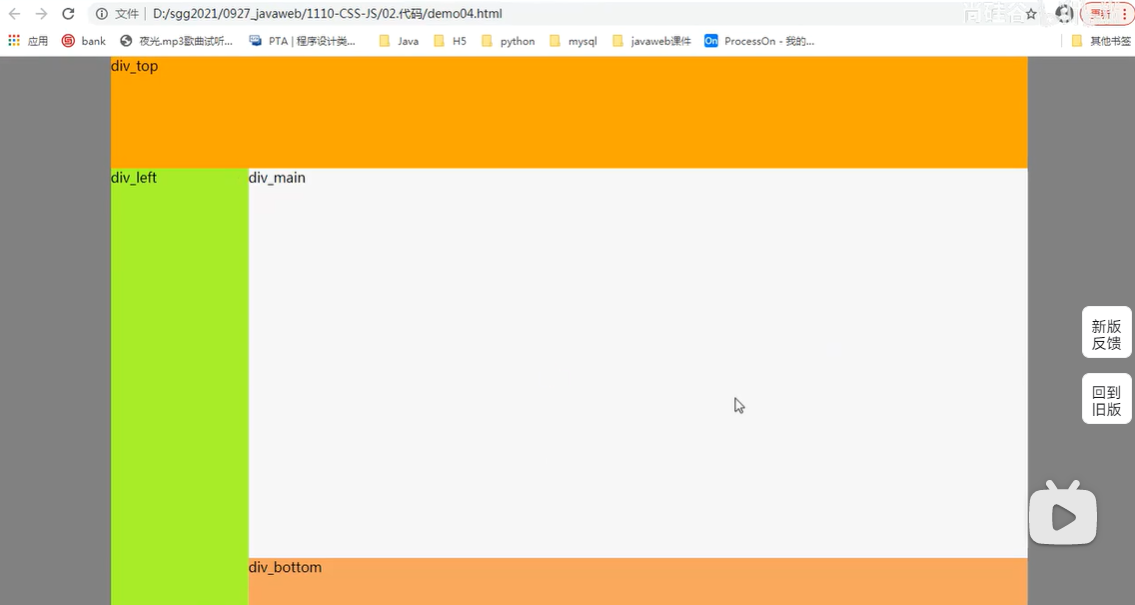 文件 D:/sgg2021/0927_javaweb/1110-CSS-JS/02.代码/demo04.html
应用 bank 夜光.mp3歌曲试听... PTA | 程序设计类... Java H5 python mysql javaweb课件 On ProcessOn - 我的... 其他书签
div_top
div_left div_main
新版
反馈
回到
旧版
div_bottom